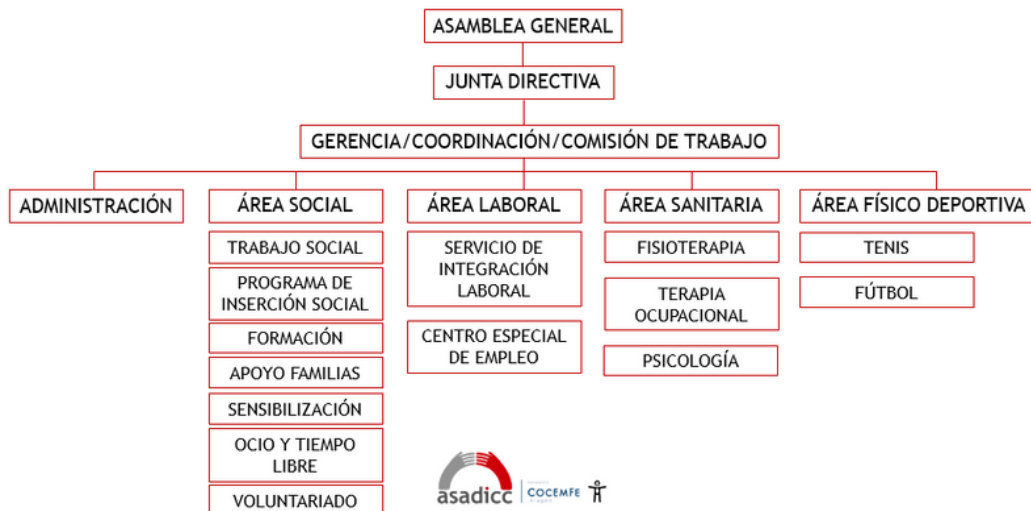 ASAMBLEA GENERAL
JUNTA DIRECTIVA
GERENCIA/COORDINACIÓN/COMISIÓN DE TRABAJO
ADMINISTRACIÓN
ÁREA SOCIAL
TRABAJO SOCIAL
PROGRAMA DE
INSERCIÓN SOCIAL
FORMACIÓN
APOYO FAMILIAS
SENSIBILIZACIÓN
OCIO Y TIEMPO
LIBRE
VOLUNTARIADO
ÁREA LABORAL
SERVICIO DE
INTEGRACIÓN
LABORAL
CENTRO ESPECIAL
DE EMPLEO
ÁREA SANITARIA
FISIOTERAPIA
TERAPIA
OCUPACIONAL
PSICOLOGÍA
ÁREA FÍSICO DEPORTIVA
TENIS
FÚTBOL
asadicc
COCEMFE